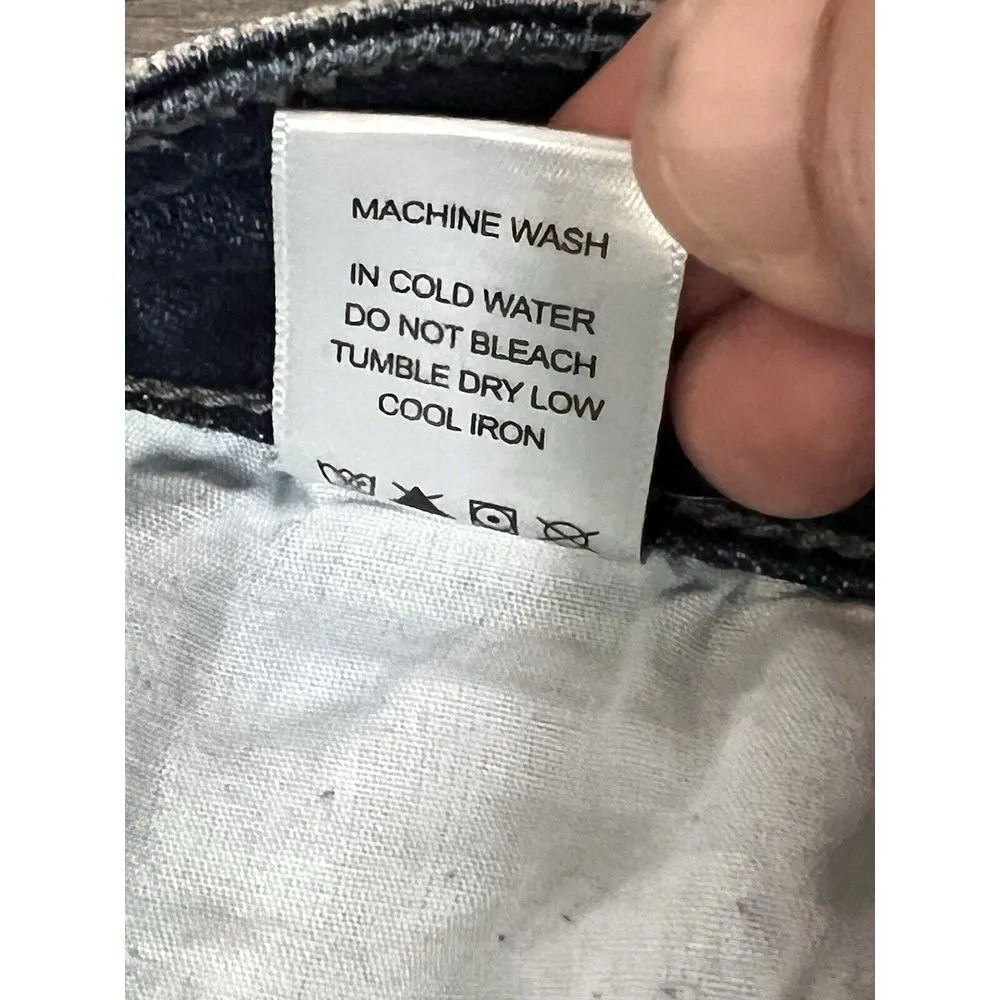 MACHINE WASH
IN COLD WATER
DO NOT BLEACH
TUMBLE DRY LOW
COOL IRON